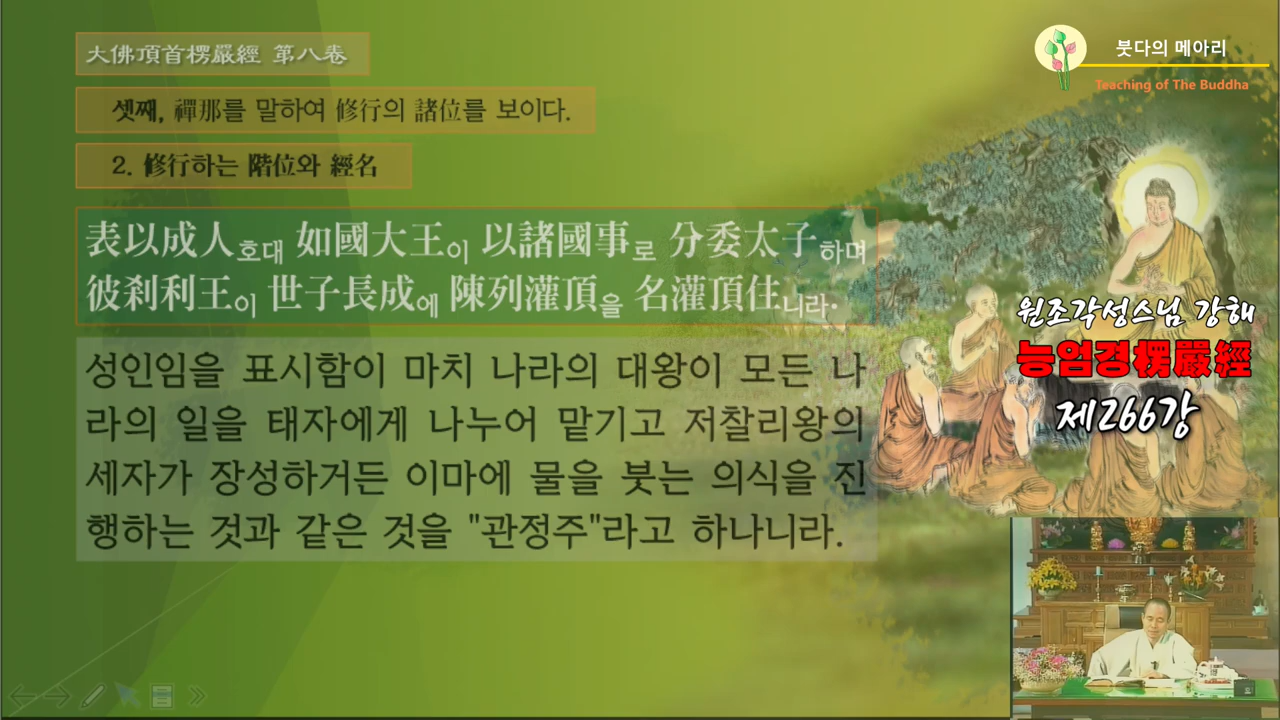 大佛頂首楞嚴經 第八卷
셋째, 禪那를 말하여 修行의 諸位를 보이다.
2. 修行하는 階位와 經名
表以成人호대 如國大王이 以諸國事로 分委太子하며
彼刹利王이 世子長成에 陳列灌頂을 名灌頂住니라.
성인임을 표시함이 마치 나라의 대왕이 모든 나
라의 일을 태자에게 나누어 맡기고 저찰리왕의
세자가 장성하거든 이마에 물을 붓는 의식을 진
행하는 것과 같은 것을 "관정주"라고 하나니라.
붓다의 메아리
Teaching of The Buddha
원조각성스님 강해
능엄경楞嚴經
제266강